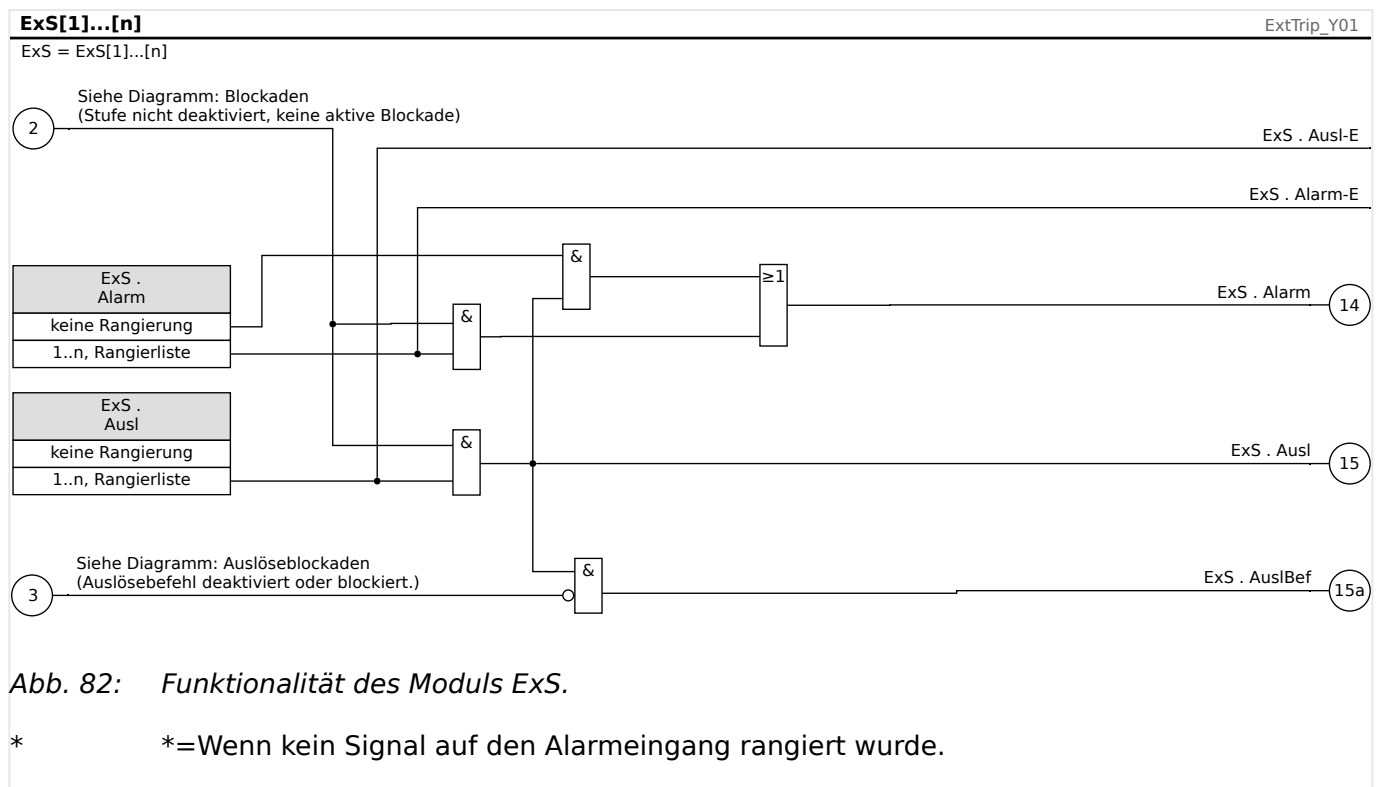 ExS[1]...[n]
ExtTrip_Y01
ExS = ExS[1]...[n]
Siehe Diagramm: Blockaden
(Stufe nicht deaktiviert, keine aktive Blockade)
2
ExS . Ausl-E
ExS . Alarm-E
&
ExS .
Alarm
≥1
ExS . Alarm
14
keine Rangierung
&
1..n, Rangierliste
ExS .
Ausl
keine Rangierung
&
ExS . Ausl
15
1..n, Rangierliste
Siehe Diagramm: Auslöseblockaden
(Auslösebefehl deaktiviert oder blockiert.)
3
&
ExS . AuslBef
15a
Abb. 82: Funktionalität des Moduls ExS.
* *=Wenn kein Signal auf den Alarmeingang rangiert wurde.